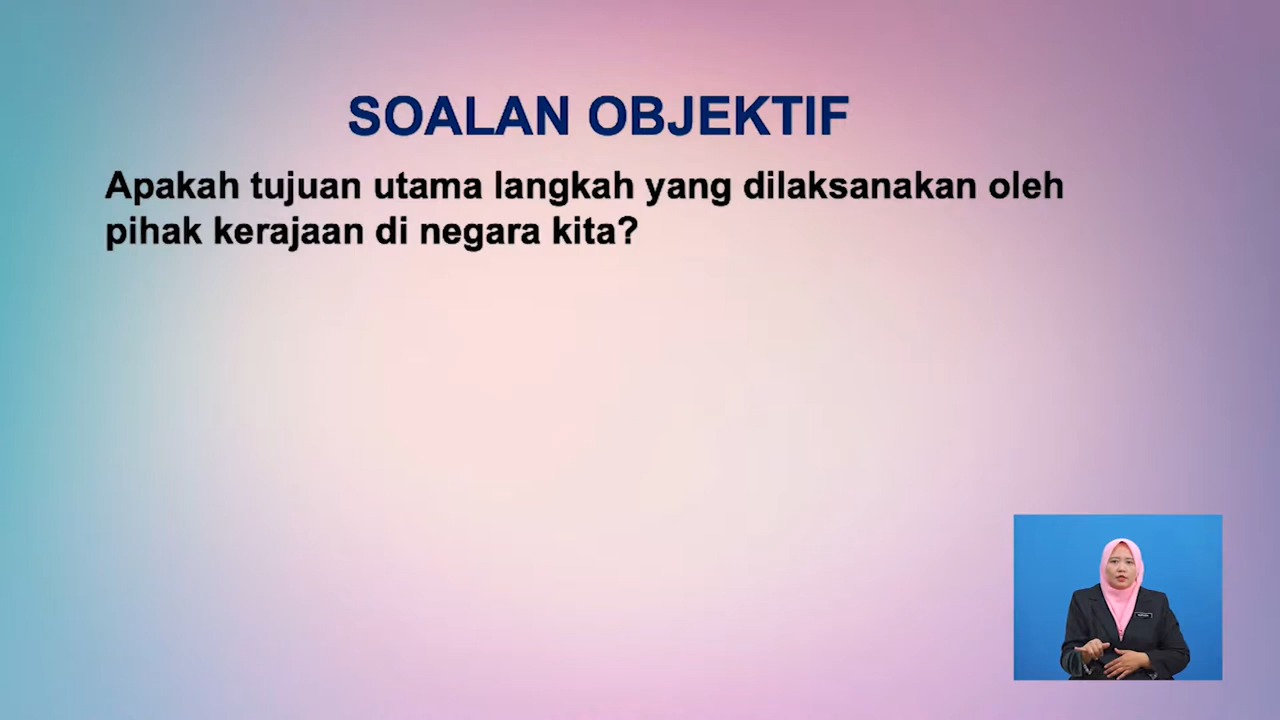 SOALAN OBJEKTIF
Apakah tujuan utama langkah yang dilaksanakan oleh
pihak kerajaan di negara kita?